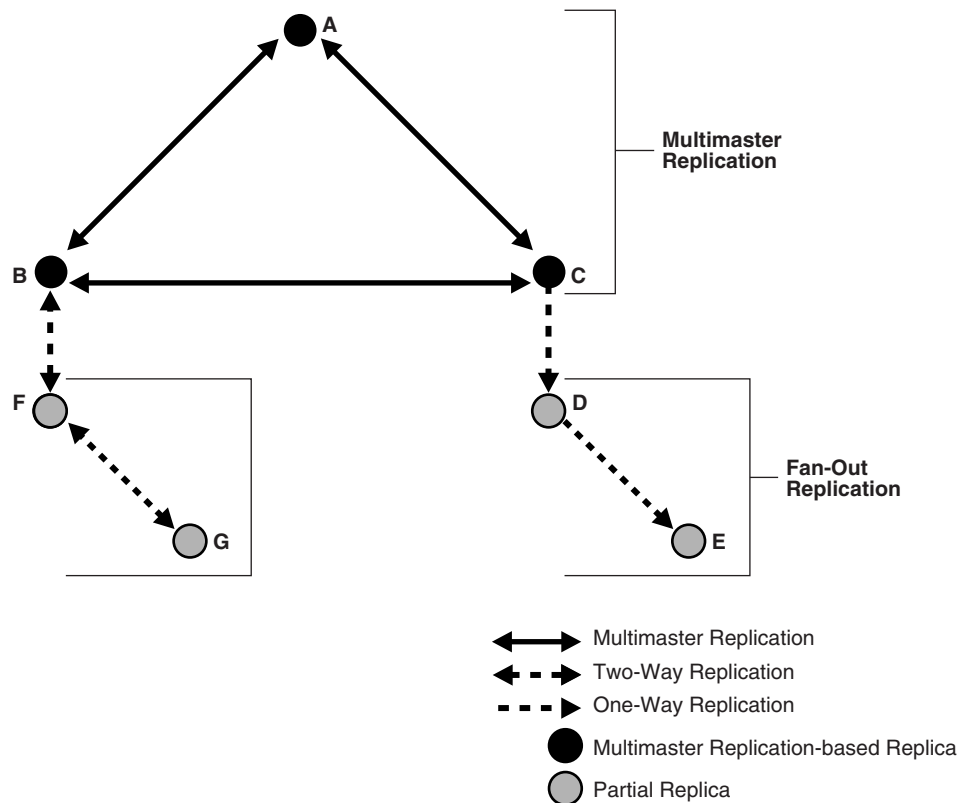 A
Multimaster
Replication
B
C
F
D
Fan-Out
Replication
G
E
Multimaster Replication
Two-Way Replication
One-Way Replication
Multimaster Replication-based Replica
Partial Replica